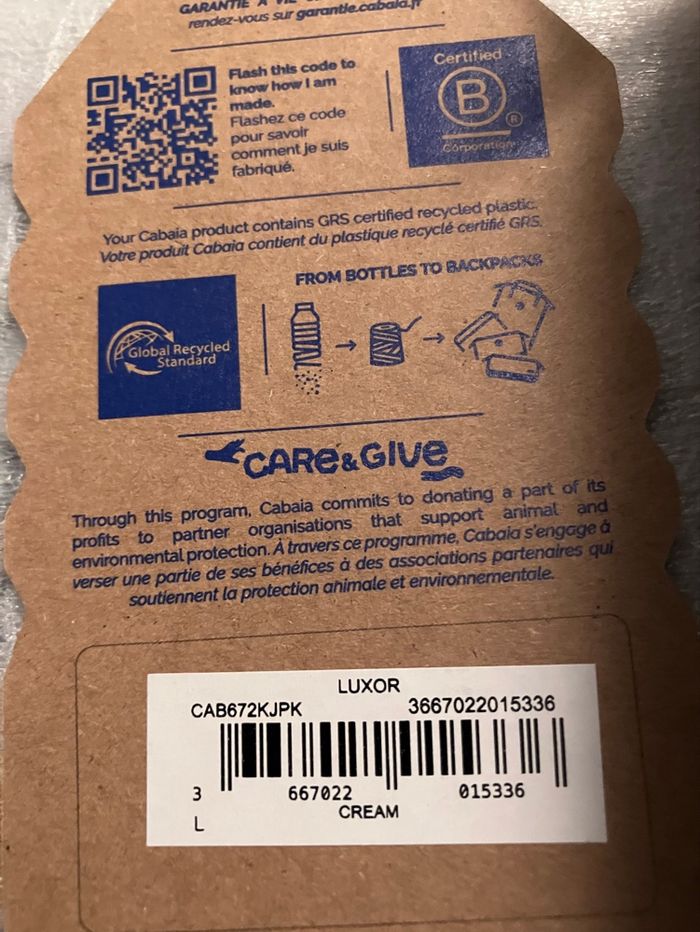 GARANTIE À VIE
rendez-vous sur garantie.cabaia.fr
Flash this code to
know how I am
made.
Flashez ce code
pour savoir
comment je suis
fabriqué.
Certified
B
®
Corporation
Your Cabaia product contains GRS certified recycled plastic.
Votre produit Cabaia contient du plastique recyclé certifié GRS.
FROM BOTTLES TO BACKPACKS
Global Recycled
Standard
CARe&GIVe
Through this program, Cabaia commits to donating a part of its
profits to partner organisations that support animal and
environmental protection. À travers ce programme, Cabaia s'engage à
verser une partie de ses bénéfices à des associations partenaires qui
soutiennent la protection animale et environnementale.
LUXOR
CAB672KJPK 3667022015336
3 667022 015336
L CREAM